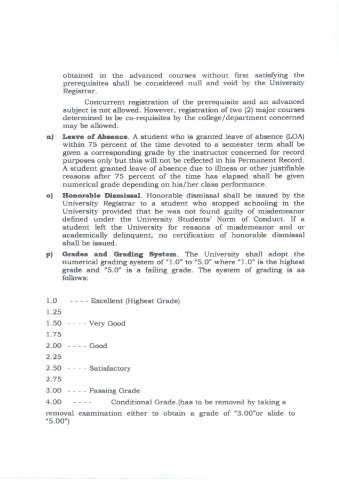 obtained in the advanced courses without first satisfying the
prerequisites shall be considered null and void by the University
Registrar.
Concurrent registration of the prerequisite and an advanced
subject is not allowed. However, registration of two (2) major courses
determined to be co-requisites by the college/department concerned
may be allowed.
n) Leave of Absence. A student who is granted leave of absence (LOA)
within 75 percent of the time devoted to a semester term shall be
given a corresponding grade by the instructor concerned for record
purposes only but this will not be reflected in his Permanent Record.
A student granted leave of absence due to illness or other justifiable
reasons after 75 percent of the time has elapsed shall be given
numerical grade depending on his/her class performance.
o) Honorable Dismissal. Honorable dismissal shall be issued by the
University Registrar to a student who stopped schooling in the
University provided that he was not found guilty of misdemeanor
defined under the University Students' Norm of Conduct. If a
student left the University for reasons of misdemeanor and or
academically delinquent, no certification of honorable dismissal
shall be issued.
p) Grades and Grading System. The University shall adopt the
numerical grading system of "1.0" to "5.0" where "1.0" is the highest
grade and "5.0" is a failing grade. The system of grading is as
follows:
1.0 - - - - Excellent (Highest Grade)
1.25
1.50 - - - - Very Good
1.75
2.00 - - - - Good
2.25
2.50 - - - - Satisfactory
2.75
3.00 - - - - Passing Grade
4.00 - - - - Conditional Grade.(has to be removed by taking a
removal examination either to obtain a grade of "3.00"or slide to
"5.00")